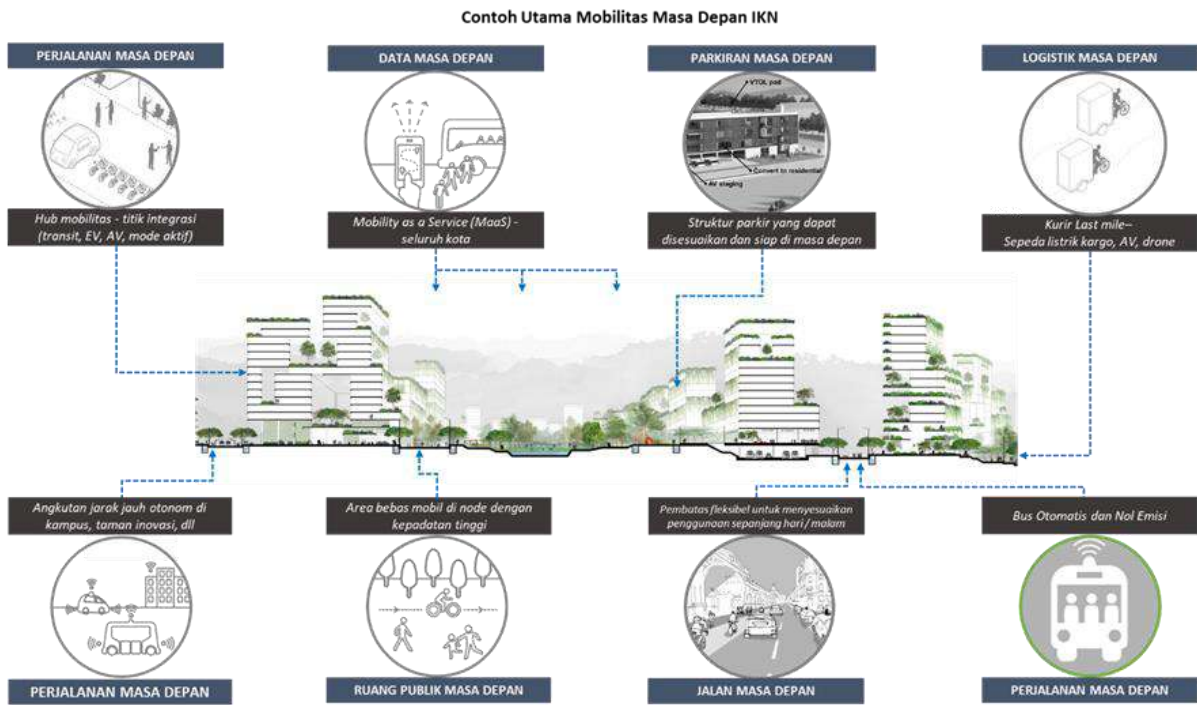 Contoh Utama Mobilitas Masa Depan IKN
PERJALANAN MASA DEPAN
DATA MASA DEPAN
PARKIRAN MASA DEPAN
LOGISTIK MASA DEPAN
VTOL pad
Convert to residential
AV staging
Hub mobilitas - titik integrasi
(transit, EV, AV, mode aktif)
Mobility as a Service (MaaS) -
seluruh kota
Struktur parkir yang dapat
disesuaikan dan siap di masa depan
Kurir Last mile–
Sepeda listrik kargo, AV, drone
Angkutan jarak jauh otonom di
kampus, taman inovasi, dll
Area bebas mobil di node dengan
kepadatan tinggi
Pembatas fleksibel untuk menyesuaikan
penggunaan sepanjang hari / malam
Bus Otomatis dan Nol Emisi
PERJALANAN MASA DEPAN
RUANG PUBLIK MASA DEPAN
JALAN MASA DEPAN
PERJALANAN MASA DEPAN